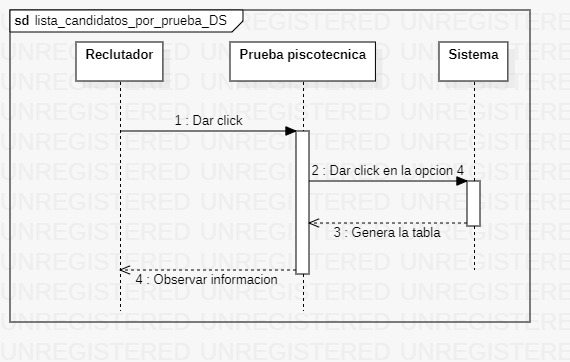 sd lista_candidatos_por_prueba_DS
Reclutador
Prueba piscotecnica
Sistema
1 : Dar click
2 : Dar click en la opcion 4
3 : Genera la tabla
4 : Observar informacion
UNREGISTERED UNREGISTERED UNREGISTERED UNREGISTERED